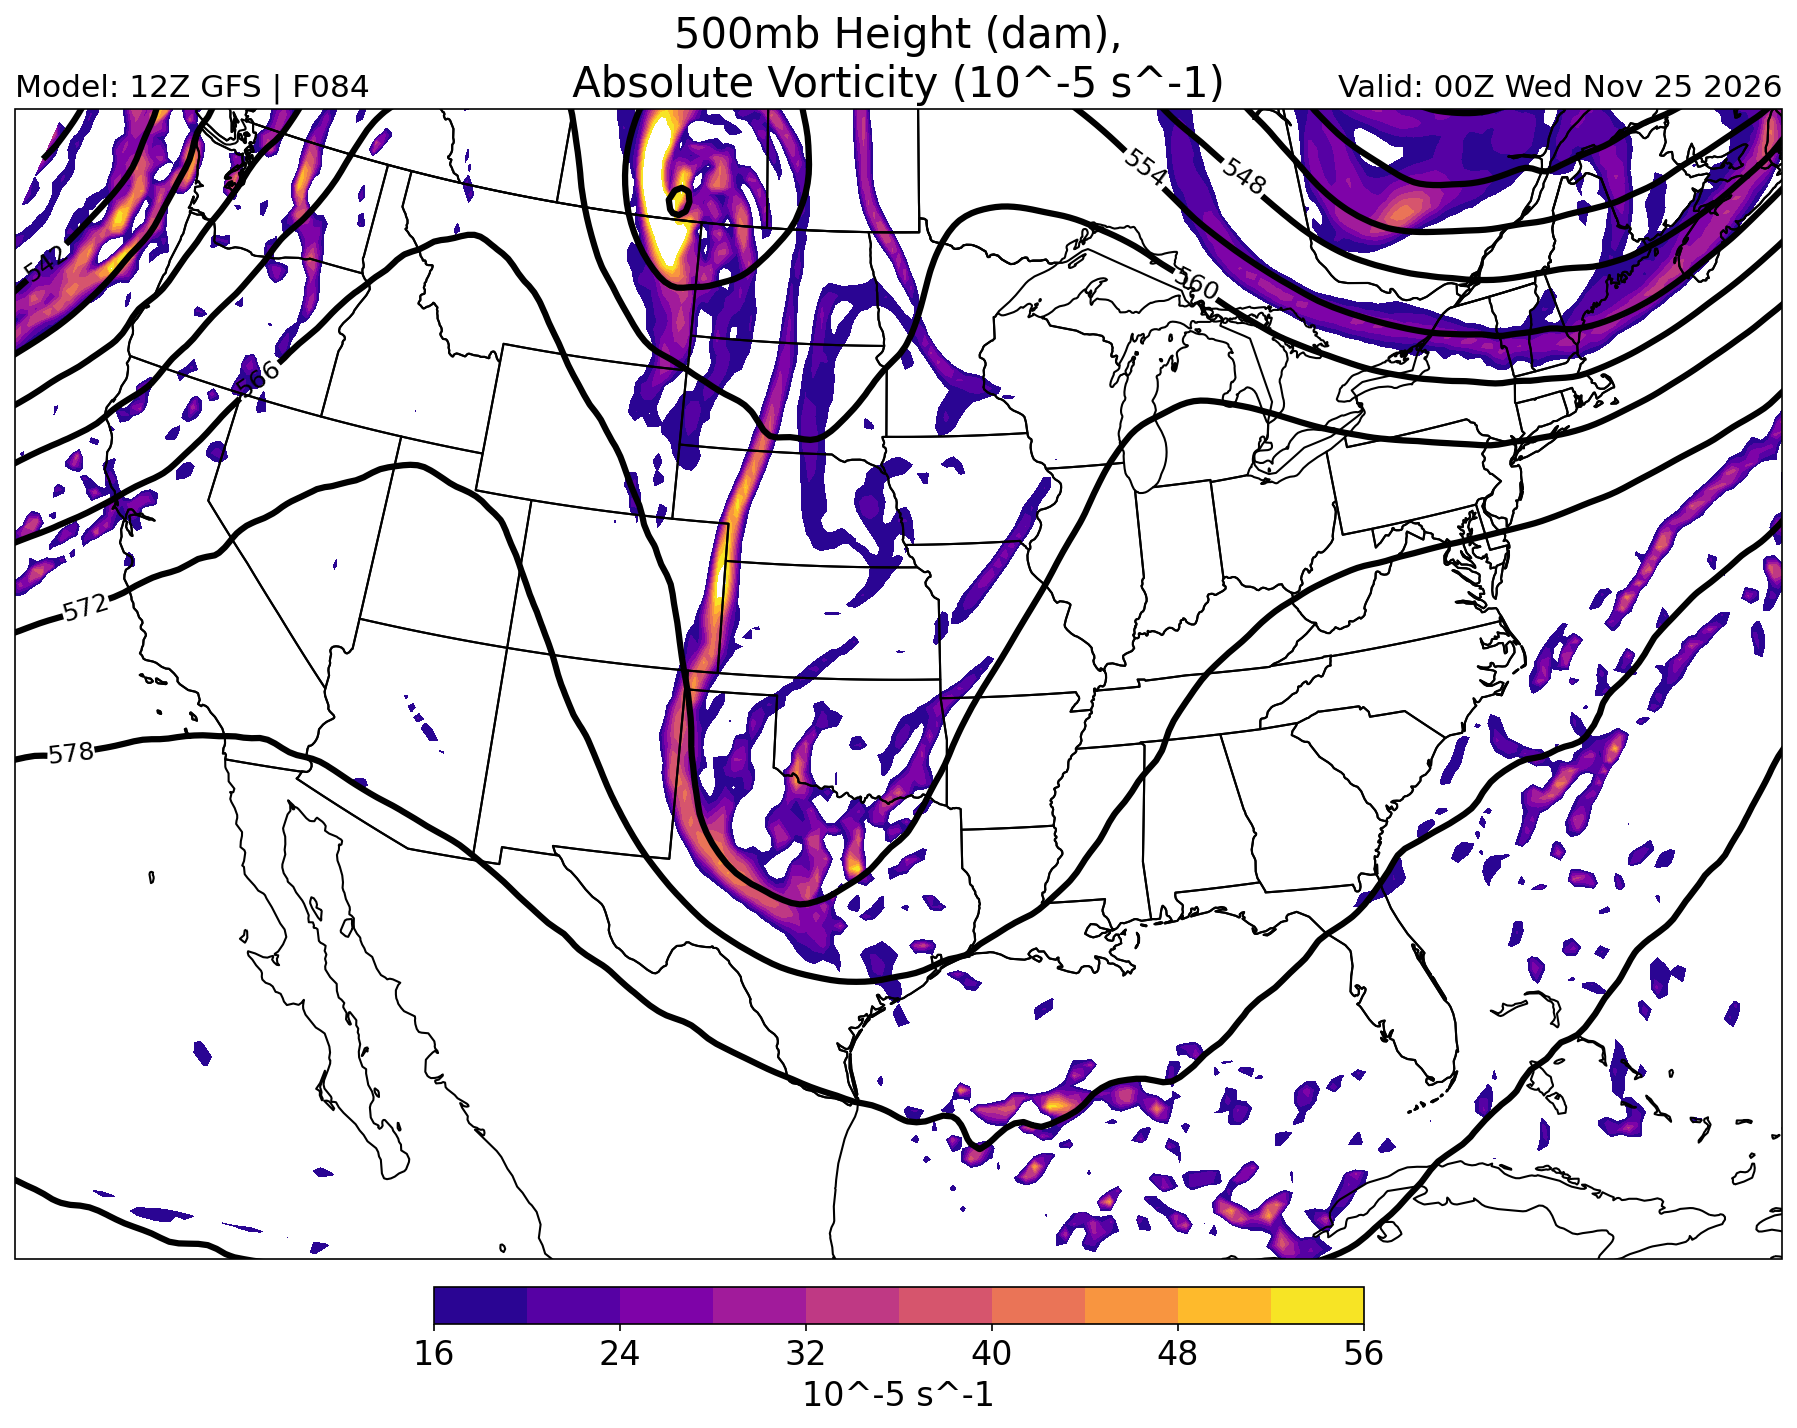 500mb Height (dam),
Absolute Vorticity (10^-5 s^-1)
Model: 12Z GFS | F084
Valid: 00Z Wed Nov 25 2026
554
548
542
560
566
572
578
16 24 32 40 48 56
10^-5 s^-1